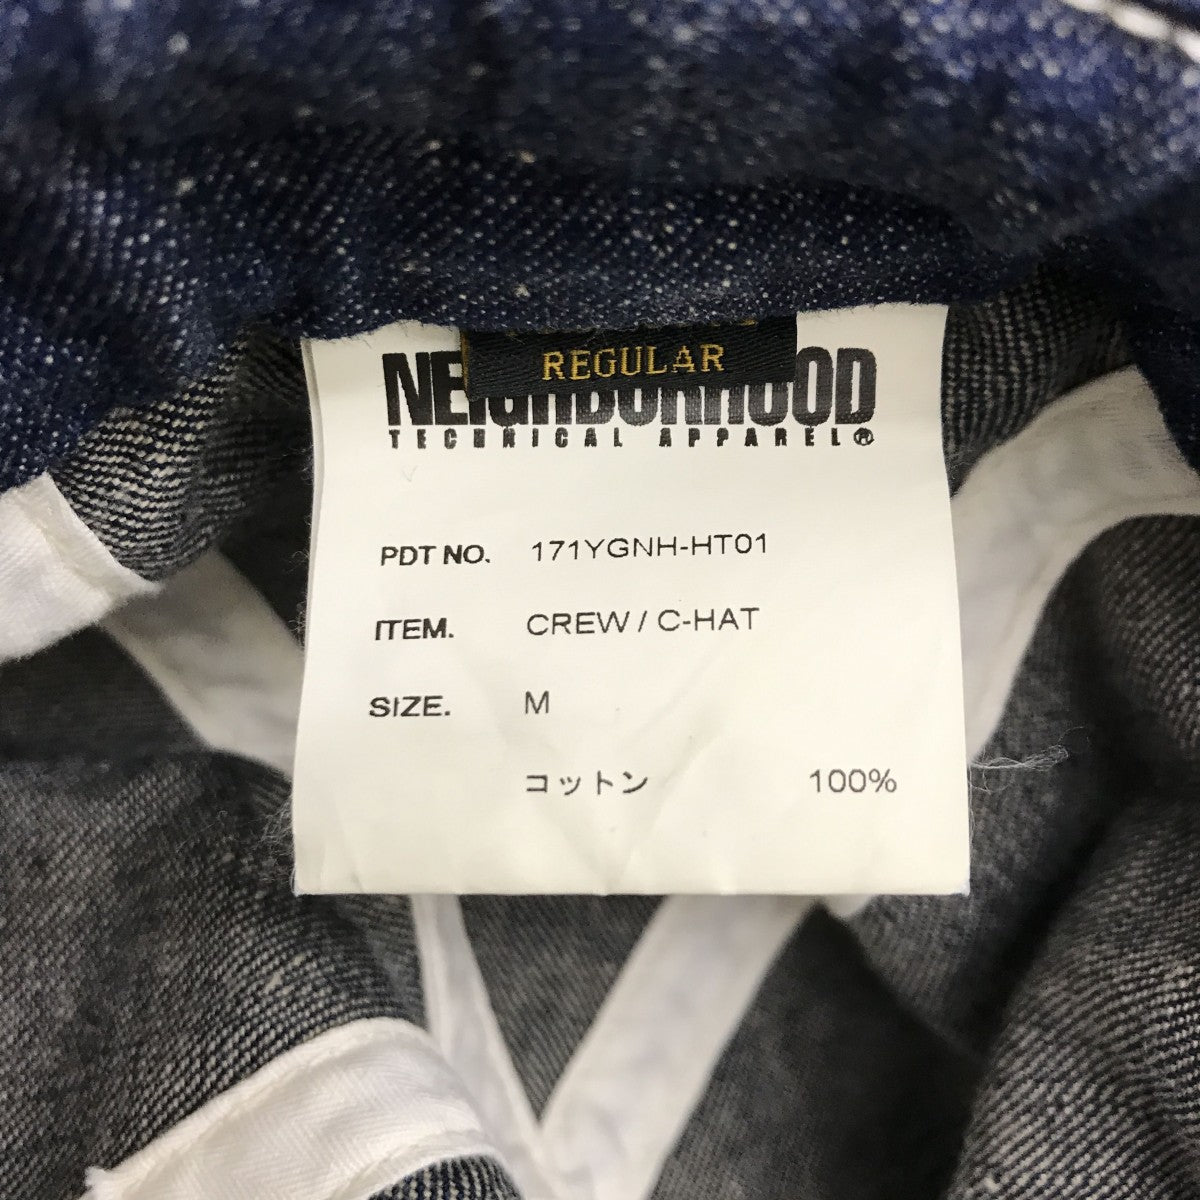 REGULAR
NEIGHBORHOOD
TECHNICAL APPAREL®
PDT NO. 171YGNH-HT01
ITEM. CREW / C-HAT
SIZE. M
コットン 100%